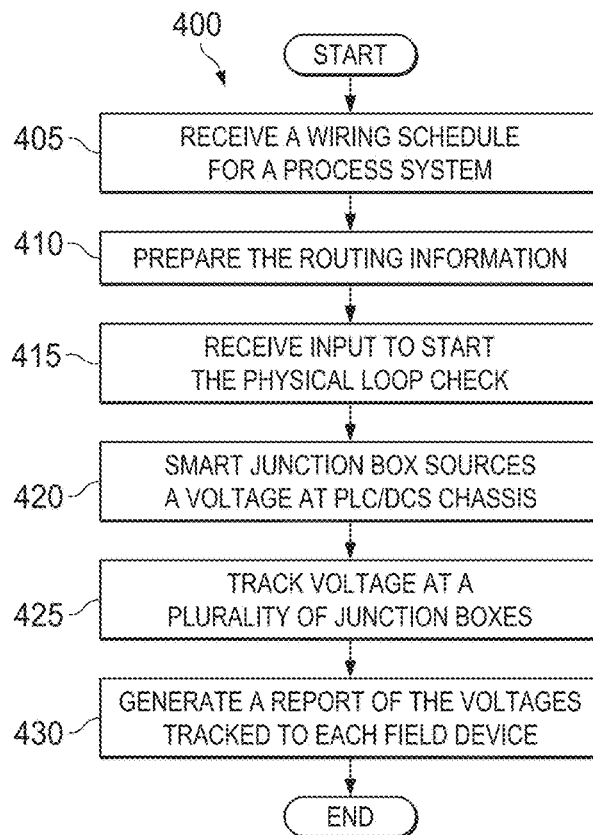 400
START
405
RECEIVE A WIRING SCHEDULE
FOR A PROCESS SYSTEM
410
PREPARE THE ROUTING INFORMATION
415
RECEIVE INPUT TO START
THE PHYSICAL LOOP CHECK
420
SMART JUNCTION BOX SOURCES
A VOLTAGE AT PLC/DCS CHASSIS
425
TRACK VOLTAGE AT A
PLURALITY OF JUNCTION BOXES
430
GENERATE A REPORT OF THE VOLTAGES
TRACKED TO EACH FIELD DEVICE
END